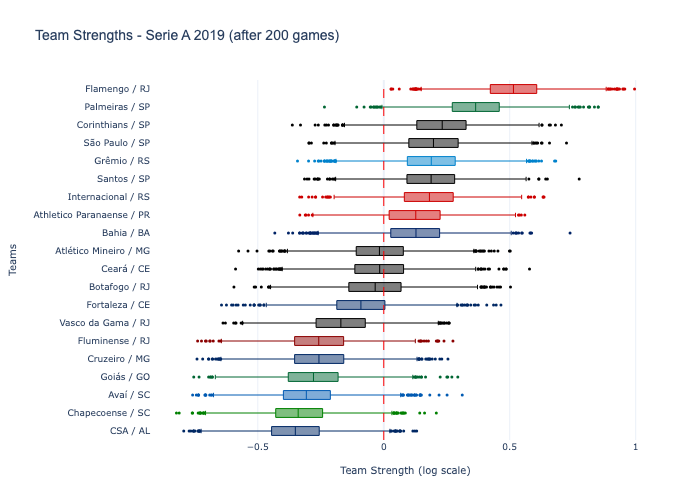 Team Strengths - Serie A 2019 (after 200 games)
Flamengo / RJ
Palmeiras / SP
Corinthians / SP
São Paulo / SP
Grêmio / RS
Santos / SP
Internacional / RS
Athletico Paranaense / PR
Bahia / BA
Atlético Mineiro / MG
Ceará / CE
Botafogo / RJ
Fortaleza / CE
Vasco da Gama / RJ
Fluminense / RJ
Cruzeiro / MG
Goiás / GO
Avaí / SC
Chapecoense / SC
CSA / AL
Teams
−0.5 0 0.5 1
Team Strength (log scale)